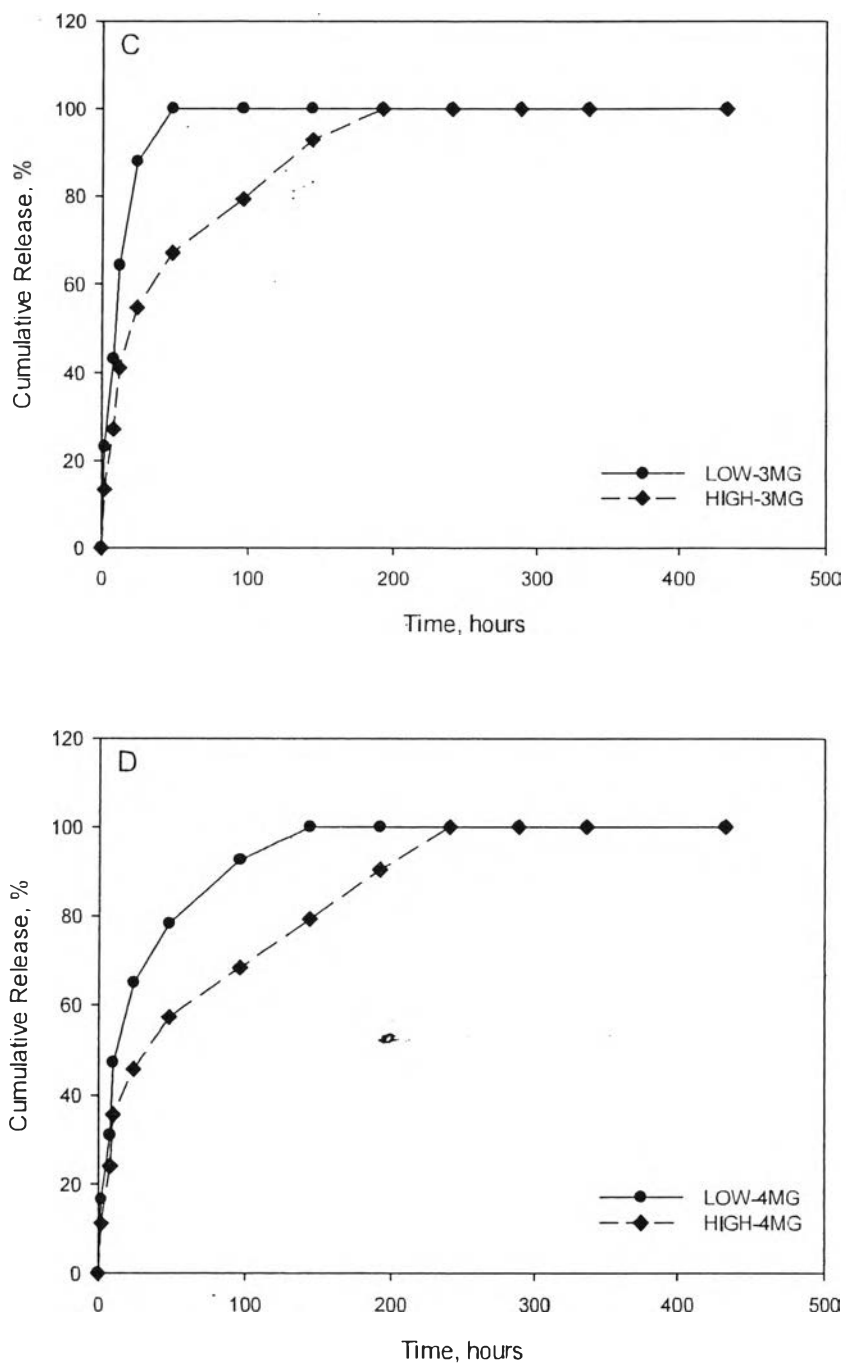 120
C
100
80
60
40
20
0
Cumulative Release, %
LOW-3MG
HIGH-3MG
0 100 200 300 400 500
Time, hours
120
D
100
80
60
40
20
0
Cumulative Release, %
LOW-4MG
HIGH-4MG
0 100 200 300 400 500
Time, hours